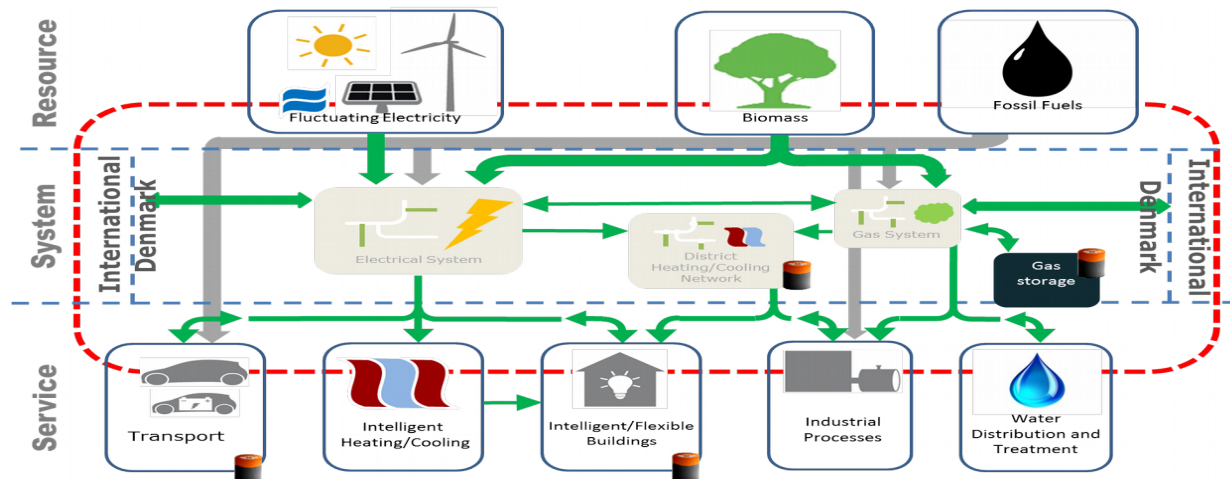 Resource
Fluctuating Electricity
Biomass
Fossil Fuels
System
International
Denmark
Electrical System
District
Heating/Cooling
Network
Gas System
Gas
storage
Denmark
International
Service
Transport
Intelligent
Heating/Cooling
Intelligent/Flexible
Buildings
Industrial
Processes
Water
Distribution and
Treatment